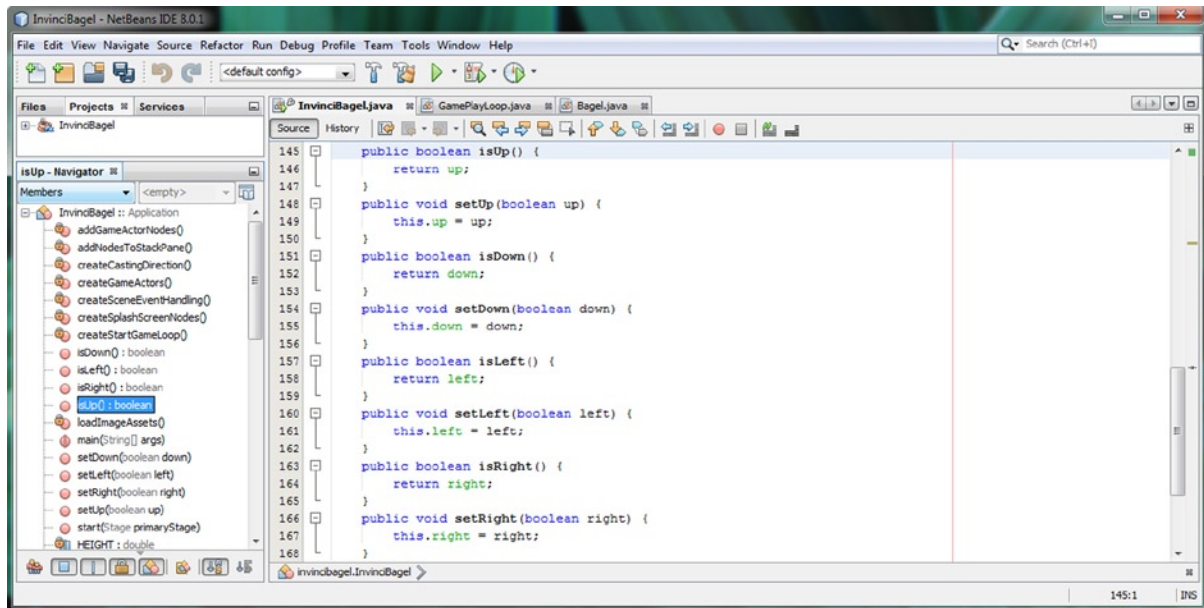 InvinciBagel - NetBeans IDE 8.0.1
File Edit View Navigate Source Refactor Run Debug Profile Team Tools Window Help
Search (Ctrl+I)
<default config>
Files Projects Services
InvinciBagel
isUp - Navigator
Members <empty>
InvinciBagel :: Application
addGameActorNodes()
addNodesToStackPane()
createCastingDirection()
createGameActors()
createSceneEventHandling()
createSplashScreenNodes()
createStartGameLoop()
isDown() : boolean
isLeft() : boolean
isRight() : boolean
isUp() : boolean
loadImageAssets()
main(String[] args)
setDown(boolean down)
setLeft(boolean left)
setRight(boolean right)
setUp(boolean up)
start(Stage primaryStage)
HEIGHT : double
InvinciBagel.java GamePlayLoop.java Bagel.java
Source History
145 public boolean isUp() {
146 return up;
147 }
148 public void setUp(boolean up) {
149 this.up = up;
150 }
151 public boolean isDown() {
152 return down;
153 }
154 public void setDown(boolean down) {
155 this.down = down;
156 }
157 public boolean isLeft() {
158 return left;
159 }
160 public void setLeft(boolean left) {
161 this.left = left;
162 }
163 public boolean isRight() {
164 return right;
165 }
166 public void setRight(boolean right) {
167 this.right = right;
168 }
invincibagel.InvinciBagel
145:1 INS